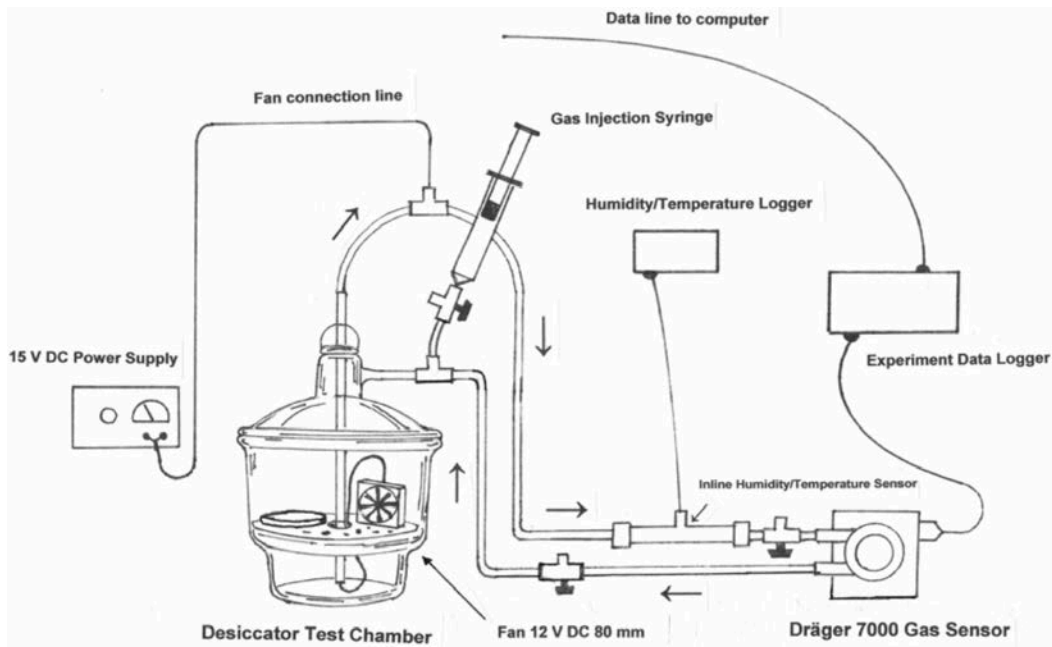 Data line to computer
Fan connection line
Gas Injection Syringe
Humidity/Temperature Logger
15 V DC Power Supply
Experiment Data Logger
Inline Humidity/Temperature Sensor
Desiccator Test Chamber
Fan 12 V DC 80 mm
Dräger 7000 Gas Sensor